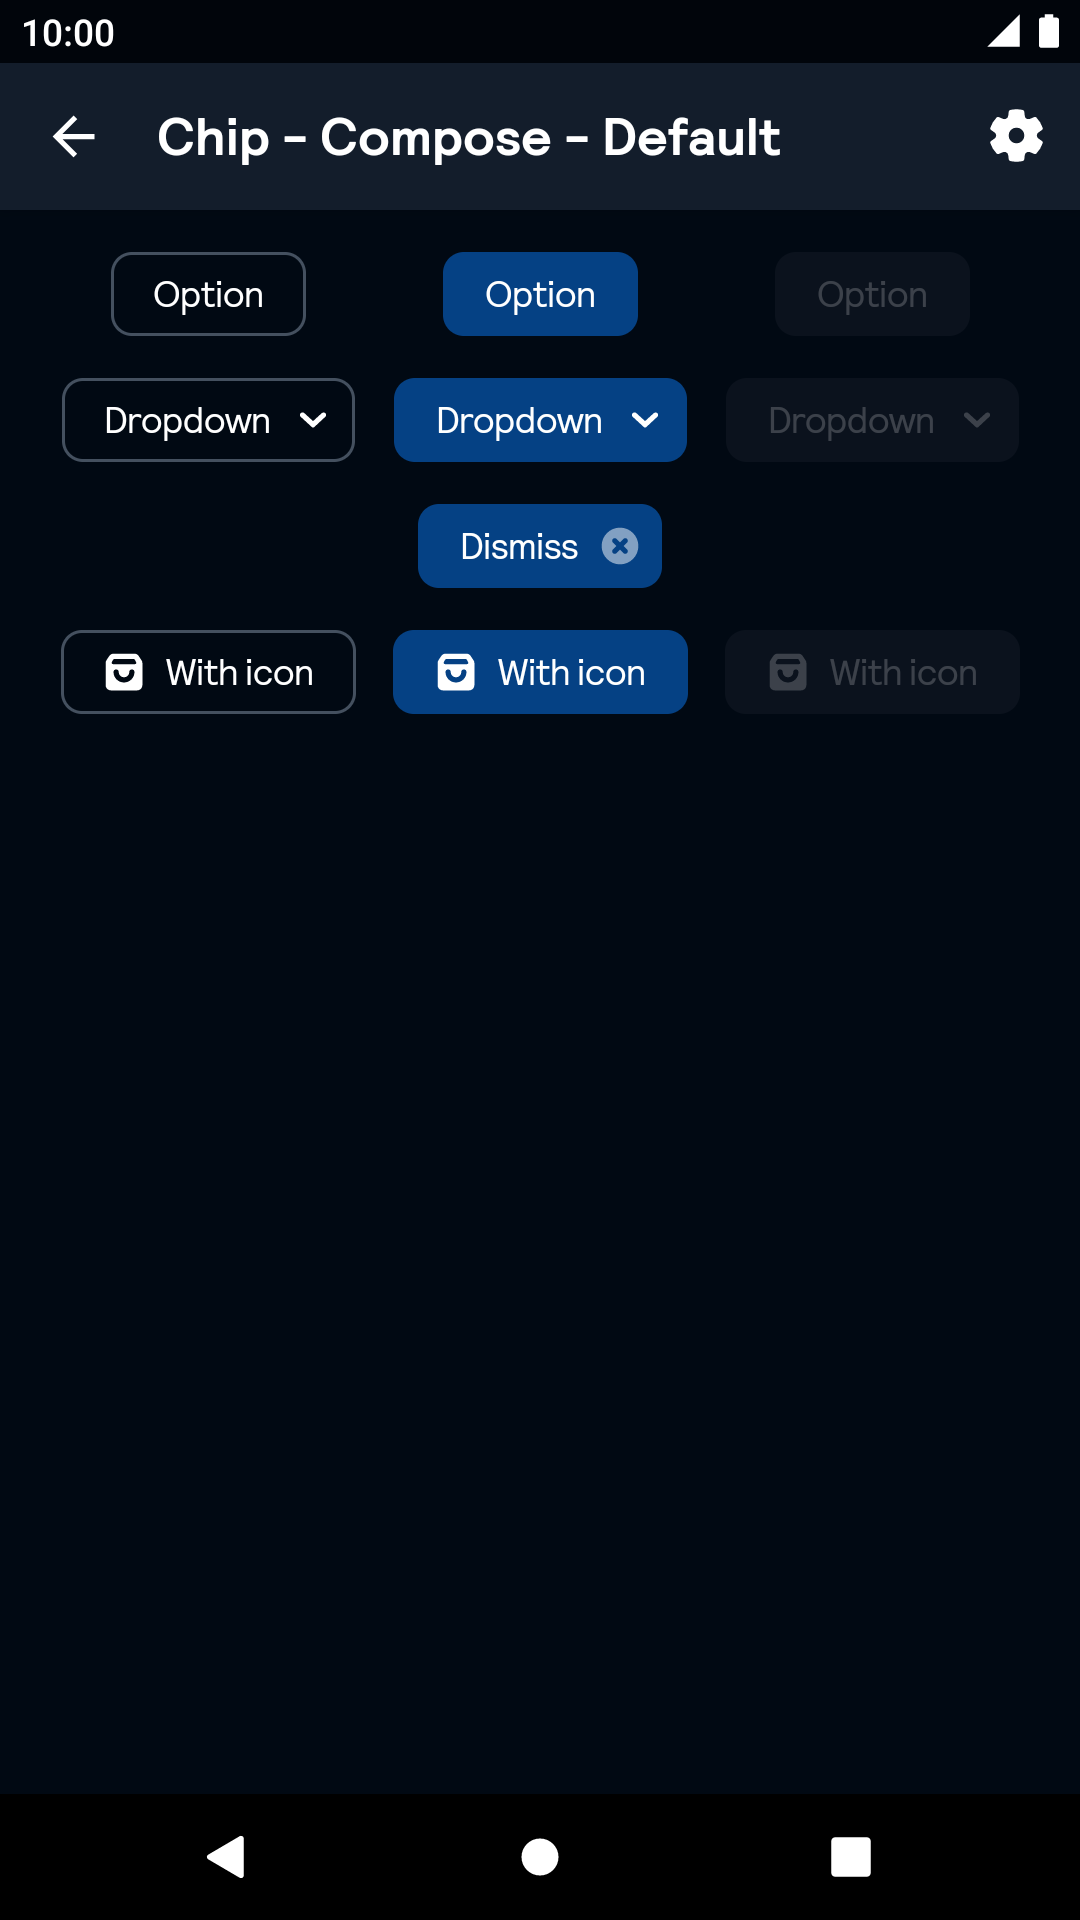 10:00
Chip - Compose - Default
Option Option Option
Dropdown Dropdown Dropdown
Dismiss
With icon With icon With icon